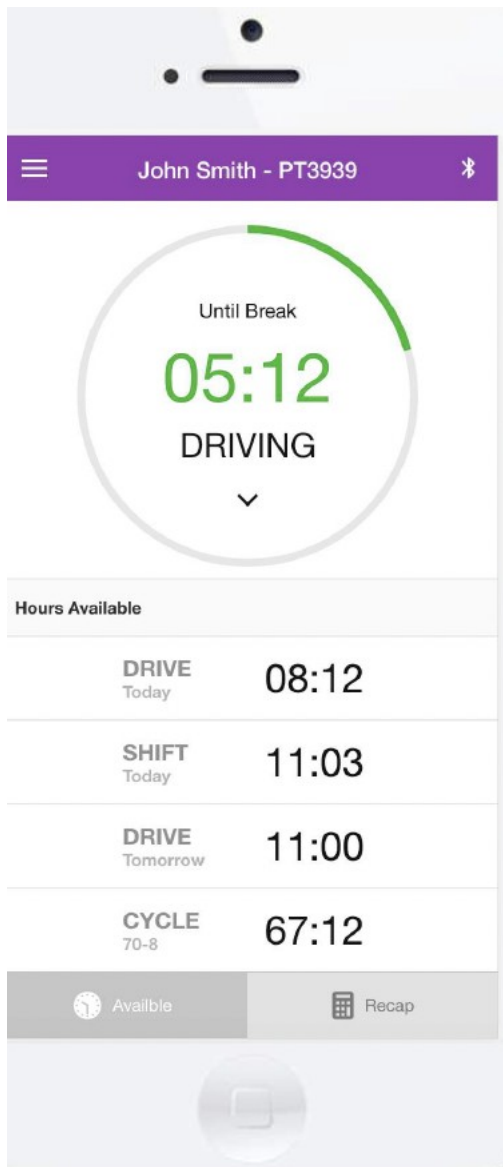 John Smith - PT3939
Until Break
05:12
DRIVING
Hours Available
DRIVE
Today
08:12
SHIFT
Today
11:03
DRIVE
Tomorrow
11:00
CYCLE
70-8
67:12
Availble
Recap